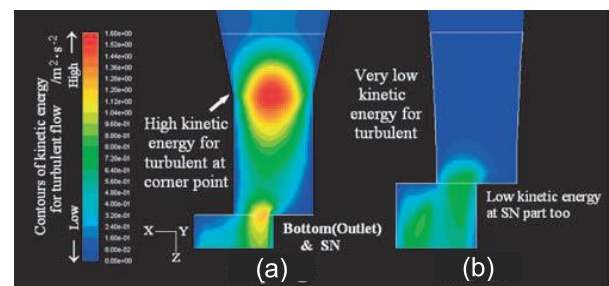 Contours of kinetic energy
for turbulent flow /m²·s⁻²
High
Low
1.60e+00
1.52e+00
1.44e+00
1.36e+00
1.28e+00
1.20e+00
1.12e+00
1.04e+00
9.60e-01
8.80e-01
8.00e-01
7.20e-01
6.40e-01
5.60e-01
4.80e-01
4.00e-01
3.20e-01
2.40e-01
1.60e-01
0.00e-02
0.00e+00
High kinetic
energy for
turbulent at
corner point
X Y
Z
Bottom(Outlet)
& SN
(a)
Very low
kinetic
energy for
turbulent
Low kinetic energy
at SN part too
(b)